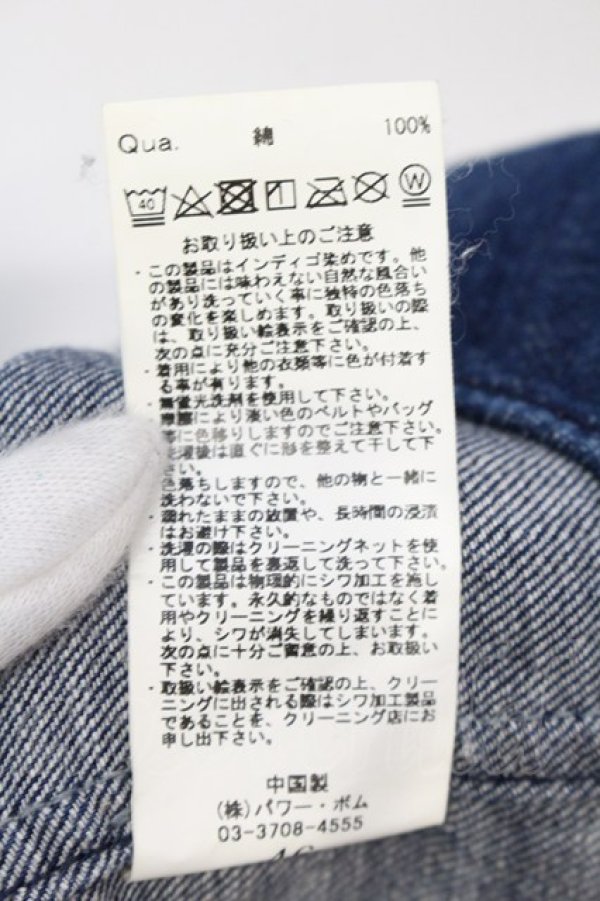 Qua. 綿 100%
40 W
お取り扱い上のご注意
・この製品はインディゴ染めです。他
の製品には味わえない自然な風合い
があり洗っていく事に独特の色落ち
の変化を楽しめます。取り扱いの際
は、取り扱い絵表示をご確認の上、
次の点に充分ご注意下さい。
・着用により他の衣類等に色が付着す
る事が有ります。
・無蛍光洗剤を使用して下さい。
摩擦により凄い色のベルトやバッグ
等に色移りしますのでご注意下さい。
洗濯後は直ぐに形を整えて干して下
さい。
色落ちしますので、他の物と一緒に
洗わないで下さい。
・濡れたままの放置や、長時間の浸漬
はお避け下さい。
・洗濯の際はクリーニングネットを使
用して製品を裏返して洗って下さい。
・この製品は物理的にシワ加工を施し
ています。永久的なものではなく着
用やクリーニングを繰り返すことに
より、シワが消失してしまいます。
次の点に十分ご留意の上、お取扱い
下さい。
・取扱い絵表示をご確認の上、クリー
ニングに出される際はシワ加工製品
であることを、クリーニング店にお
申し出下さい。
中国製
(株)パワー・ボム
03-3708-4555